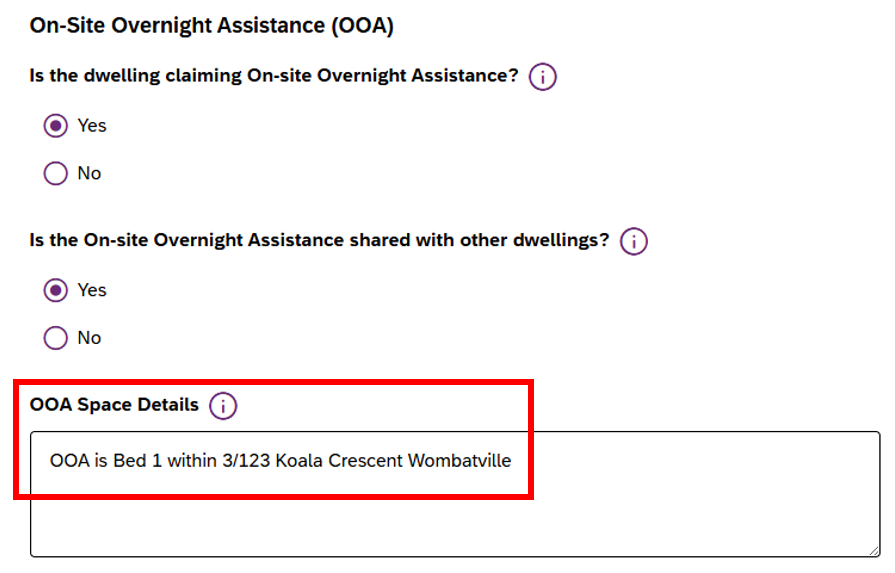 On-Site Overnight Assistance (OOA)
Is the dwelling claiming On-site Overnight Assistance?
Yes
No
Is the On-site Overnight Assistance shared with other dwellings?
Yes
No
OOA Space Details
OOA is Bed 1 within 3/123 Koala Crescent Wombatville